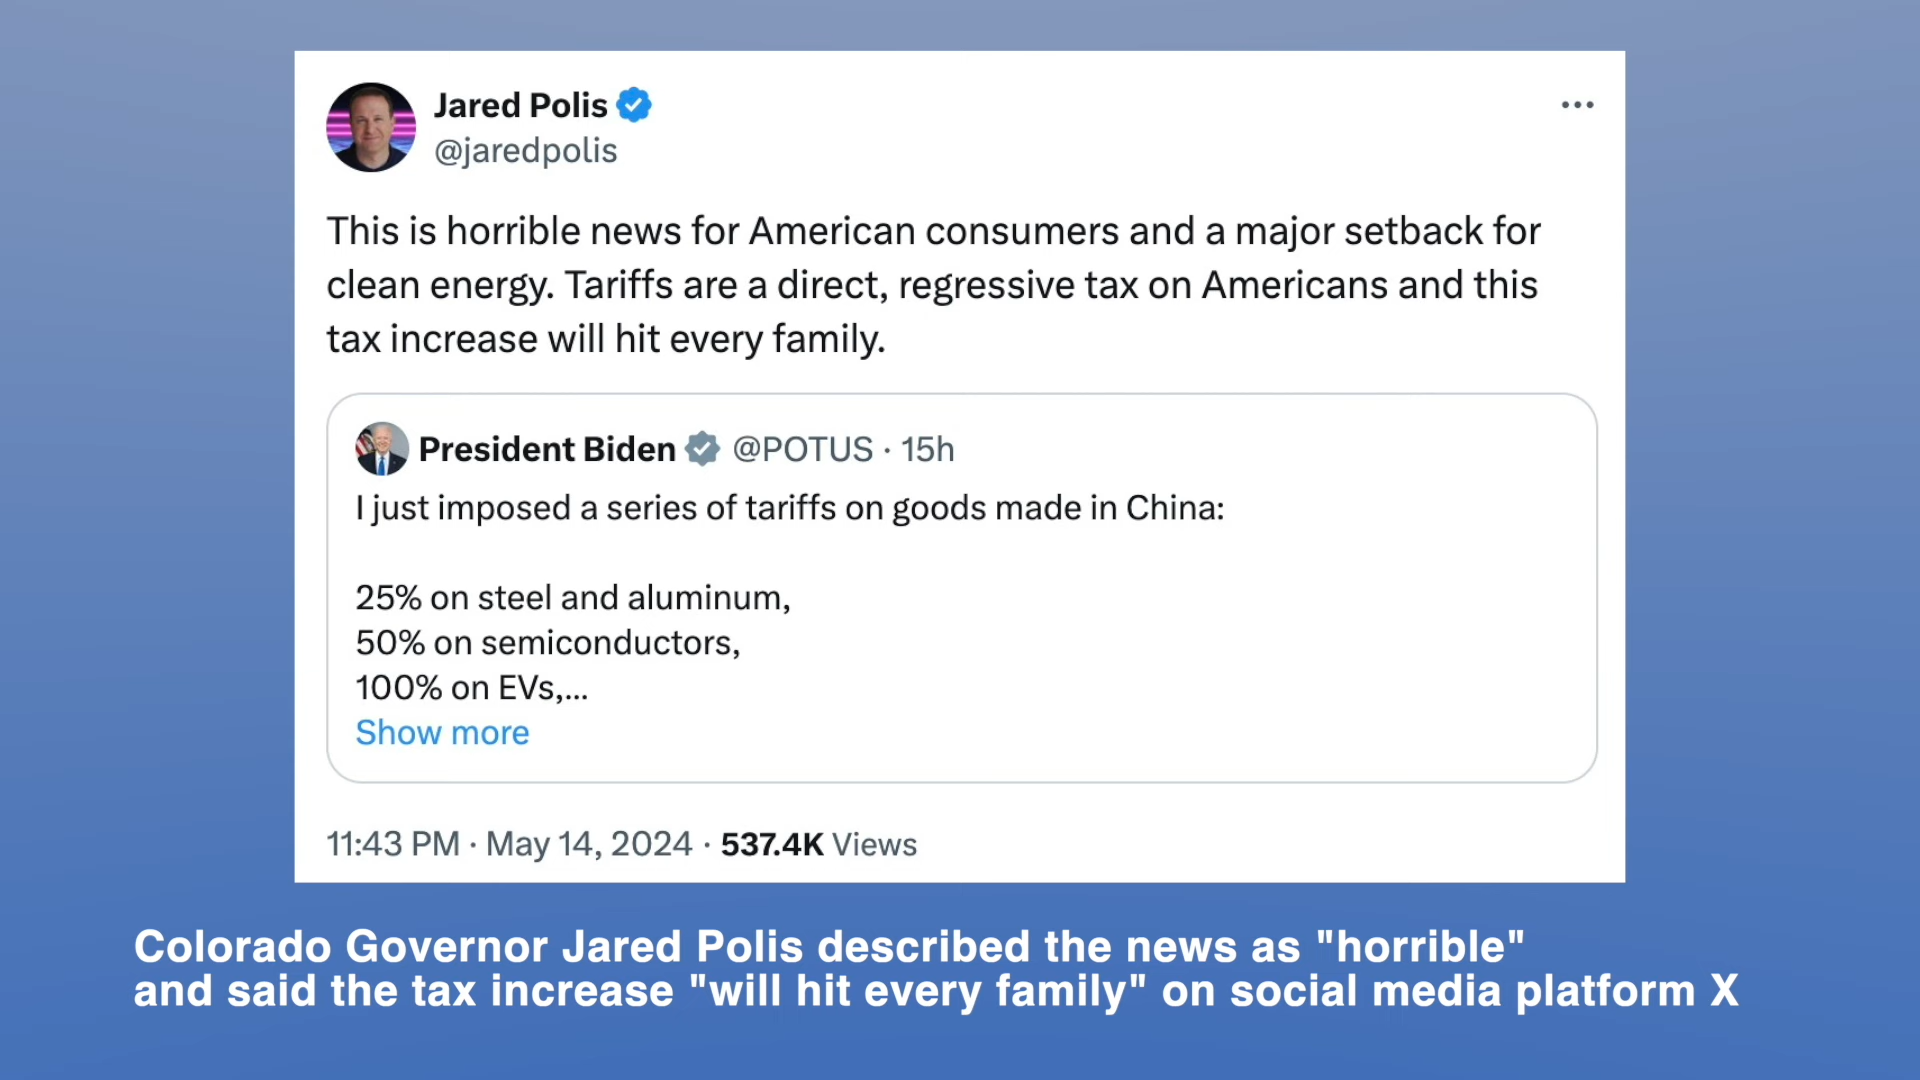 Jared Polis
@jaredpolis
This is horrible news for American consumers and a major setback for
clean energy. Tariffs are a direct, regressive tax on Americans and this
tax increase will hit every family.
President Biden @POTUS · 15h
I just imposed a series of tariffs on goods made in China:
25% on steel and aluminum,
50% on semiconductors,
100% on EVs,...
Show more
11:43 PM · May 14, 2024 · 537.4K Views
Colorado Governor Jared Polis described the news as "horrible"
and said the tax increase "will hit every family" on social media platform X